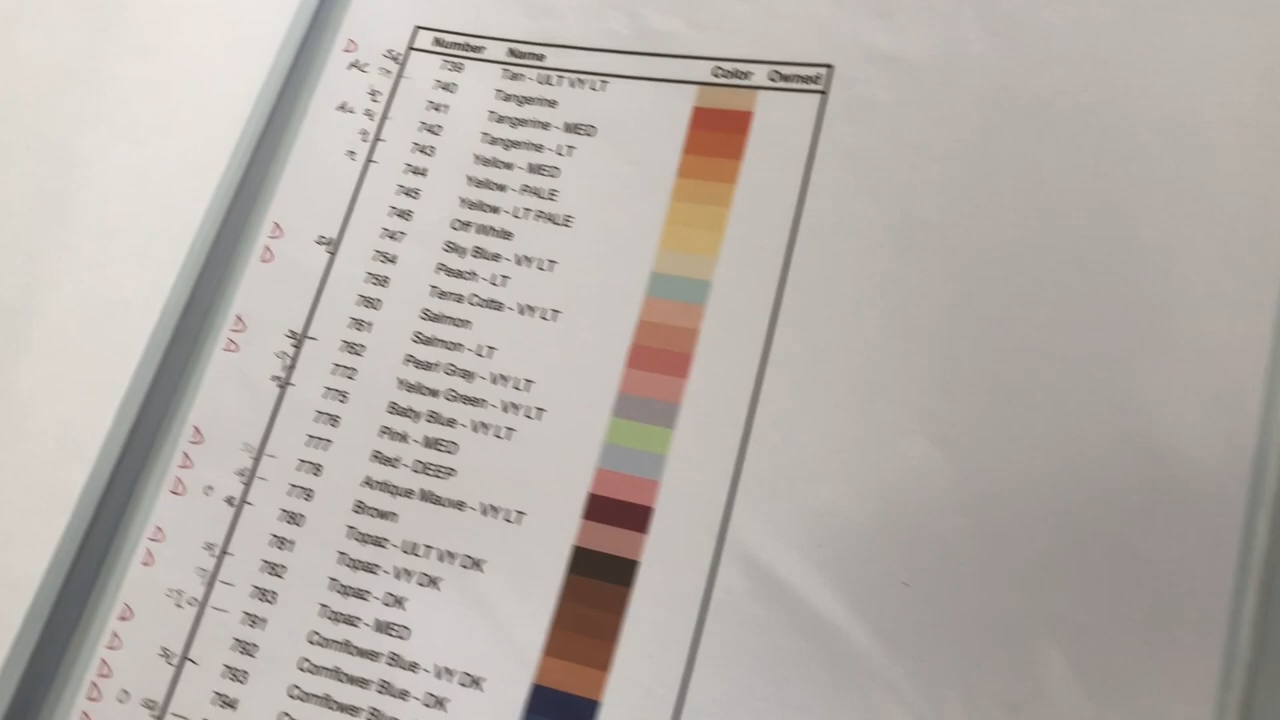 Number Name Color Owned
739 Tan - ULT VY LT
740 Tangerine
741 Tangerine - MED
742 Tangerine - LT
743 Yellow - MED
744 Yellow - PALE
745 Yellow - LT PALE
746 Off White
747 Sky Blue - VY LT
754 Peach - LT
758 Terra Cotta - VY LT
760 Salmon
761 Salmon - LT
762 Pearl Gray - VY LT
772 Yellow Green - VY LT
775 Baby Blue - VY LT
776 Pink - MED
777 Red - DEEP
778 Antique Mauve - VY LT
779 Brown
780 Topaz - ULT VY DK
781 Topaz - VY DK
782 Topaz - DK
783 Topaz - MED
791 Cornflower Blue - VY DK
792 Cornflower Blue - DK
793 Cornflower Blue
794